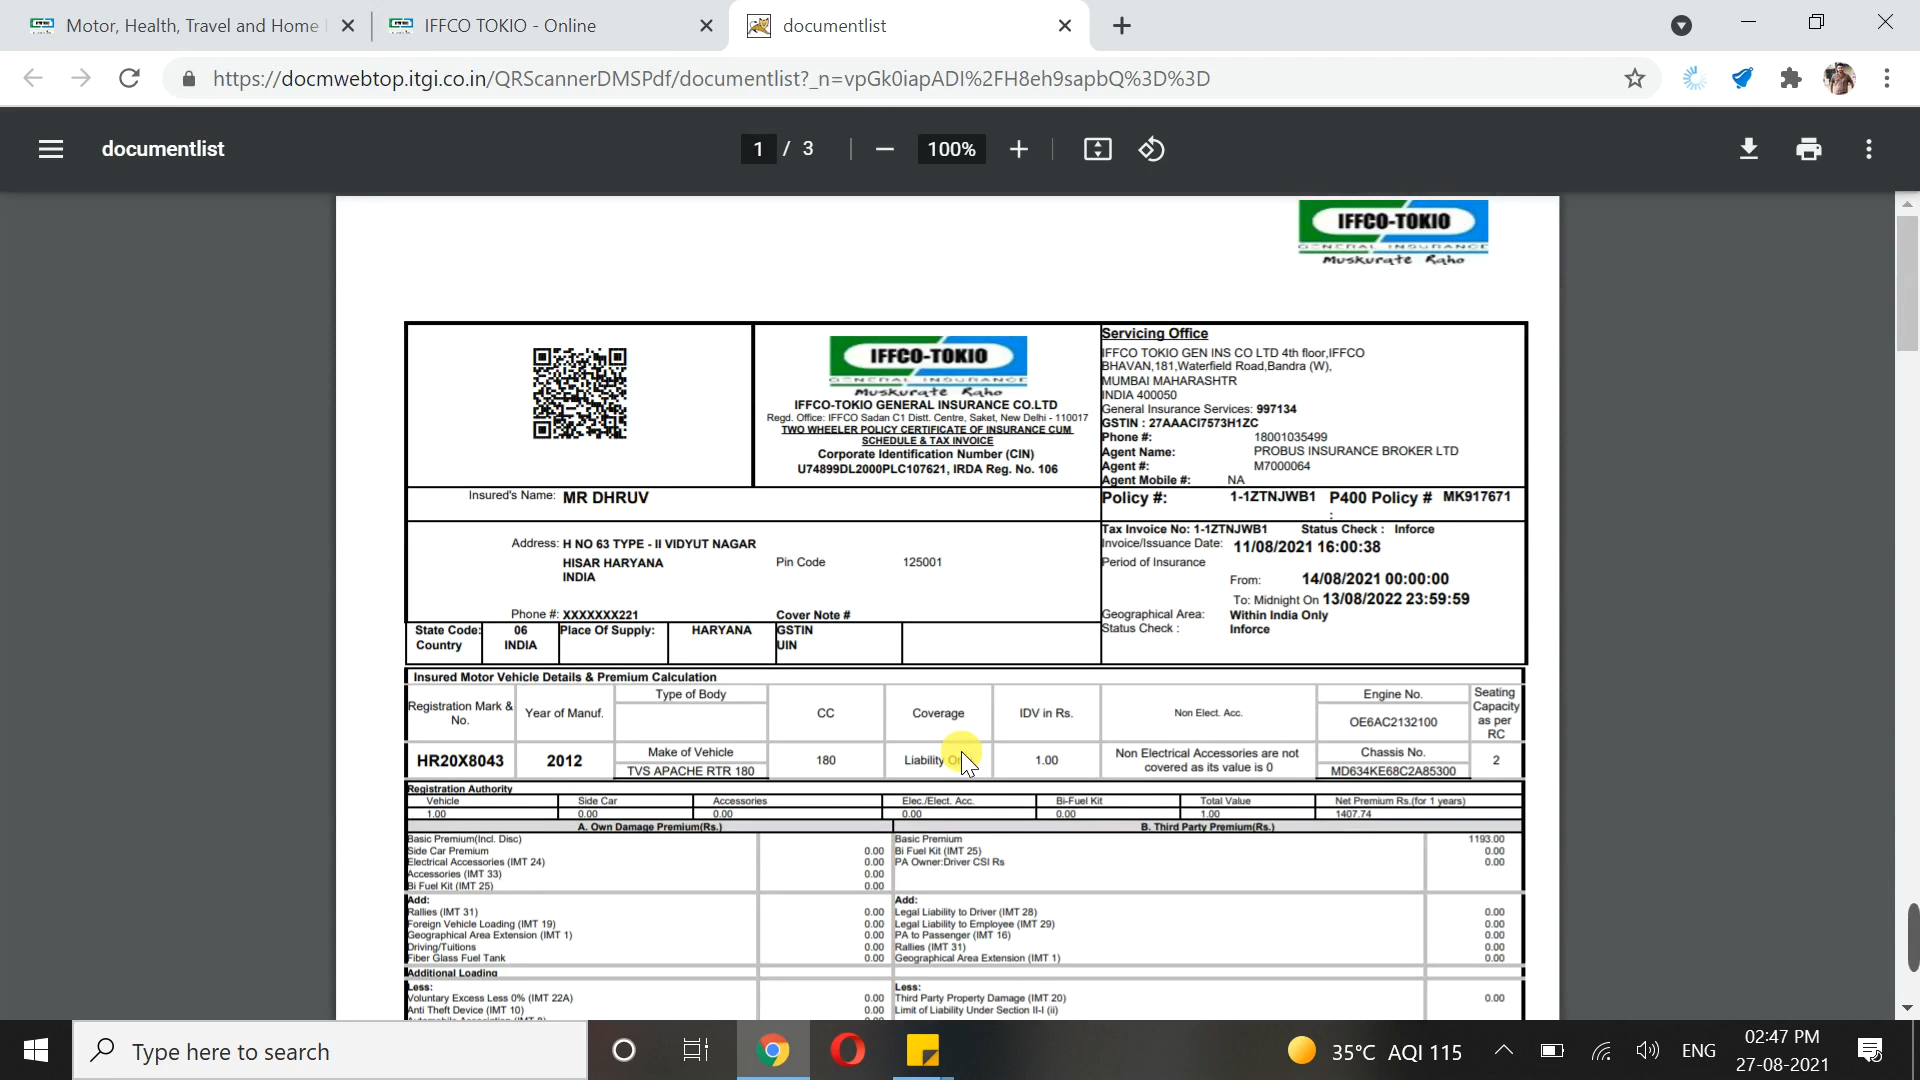 Motor, Health, Travel and Home
IFFCO TOKIO - Online
documentlist
https://docmwebtop.itgi.co.in/QRScannerDMSPdf/documentlist?_n=vpGk0iapADI%2FH8eh9sapbQ%3D%3D
documentlist
1 / 3
100%
IFFCO-TOKIO
GENERAL INSURANCE
Muskurate Raho
IFFCO-TOKIO
GENERAL INSURANCE
Muskurate Raho
IFFCO-TOKIO GENERAL INSURANCE CO.LTD
Regd. Office: IFFCO Sadan C1 Distt. Centre, Saket, New Delhi - 110017
TWO WHEELER POLICY CERTIFICATE OF INSURANCE CUM
SCHEDULE & TAX INVOICE
Corporate Identification Number (CIN)
U74899DL2000PLC107621, IRDA Reg. No. 106
Servicing Office
IFFCO TOKIO GEN INS CO LTD 4th floor,IFFCO
BHAVAN,181,Waterfield Road,Bandra (W),
MUMBAI MAHARASHTR
INDIA 400050
General Insurance Services: 997134
GSTIN : 27AAACI7573H1ZC
Phone #: 18001035499
Agent Name: PROBUS INSURANCE BROKER LTD
Agent #: M7000064
Agent Mobile #: NA
Insured's Name: MR DHRUV
Policy #: 1-1ZTNJWB1 P400 Policy # : MK917671
Address: H NO 63 TYPE - II VIDYUT NAGAR
HISAR HARYANA
INDIA
Pin Code 125001
Phone #: XXXXXXX221
Cover Note #
Tax Invoice No: 1-1ZTNJWB1 Status Check : Inforce
Invoice/Issuance Date: 11/08/2021 16:00:38
Period of Insurance
From: 14/08/2021 00:00:00
To: Midnight On 13/08/2022 23:59:59
Geographical Area: Within India Only
Status Check : Inforce
State Code: 06 Place Of Supply: HARYANA GSTIN
Country INDIA UIN
Insured Motor Vehicle Details & Premium Calculation
Registration Mark & No. Year of Manuf. Type of Body CC Coverage IDV in Rs. Non Elect. Acc. Engine No. Seating Capacity as per RC
OE6AC2132100
HR20X8043 2012 Make of Vehicle 180 Liability 1.00 Non Electrical Accessories are not covered as its value is 0 Chassis No. 2
TVS APACHE RTR 180 MD634KE68C2A85300
Registration Authority
Vehicle Side Car Accessories Elec./Elect. Acc. Bi-Fuel Kit Total Value Net Premium Rs.(for 1 years)
1.00 0.00 0.00 0.00 0.00 1.00 1407.74
A. Own Damage Premium(Rs.) B. Third Party Premium(Rs.)
Basic Premium(Incl. Disc) Basic Premium 1193.00
Side Car Premium 0.00 Bi Fuel Kit (IMT 25) 0.00
Electrical Accessories (IMT 24) 0.00 PA Owner:Driver CSI Rs 0.00
Accessories (IMT 33) 0.00
Bi Fuel Kit (IMT 25) 0.00
Add: Add:
Rallies (IMT 31) 0.00 Legal Liability to Driver (IMT 28) 0.00
Foreign Vehicle Loading (IMT 19) 0.00 Legal Liability to Employee (IMT 29) 0.00
Geographical Area Extension (IMT 1) 0.00 PA to Passenger (IMT 16) 0.00
Driving/Tuitions 0.00 Rallies (IMT 31) 0.00
Fiber Glass Fuel Tank 0.00 Geographical Area Extension (IMT 1) 0.00
Additional Loading
Less: Less:
Voluntary Excess Less 0% (IMT 22A) 0.00 Third Party Property Damage (IMT 20) 0.00
Anti Theft Device (IMT 10) 0.00 Limit of Liability Under Section II-I (ii)
Type here to search
35°C AQI 115
ENG
02:47 PM
27-08-2021